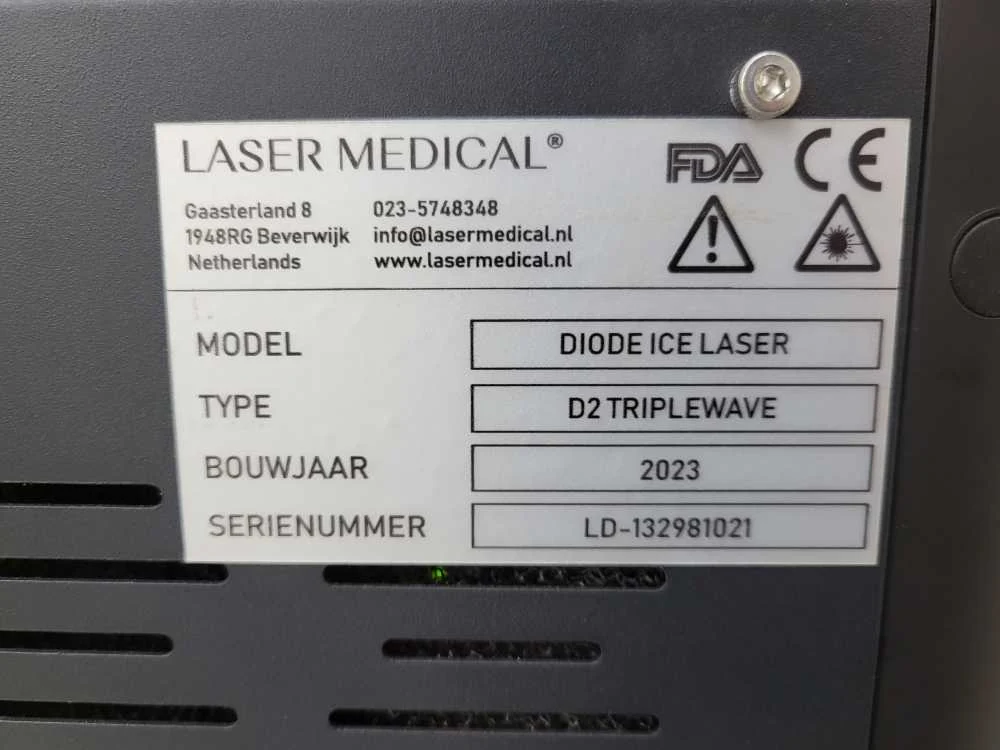 LASER MEDICAL®
FDA CE
Gaasterland 8 023-5748348
1948RG Beverwijk info@lasermedical.nl
Netherlands www.lasermedical.nl
MODEL DIODE ICE LASER
TYPE D2 TRIPLEWAVE
BOUWJAAR 2023
SERIENUMMER LD-132981021